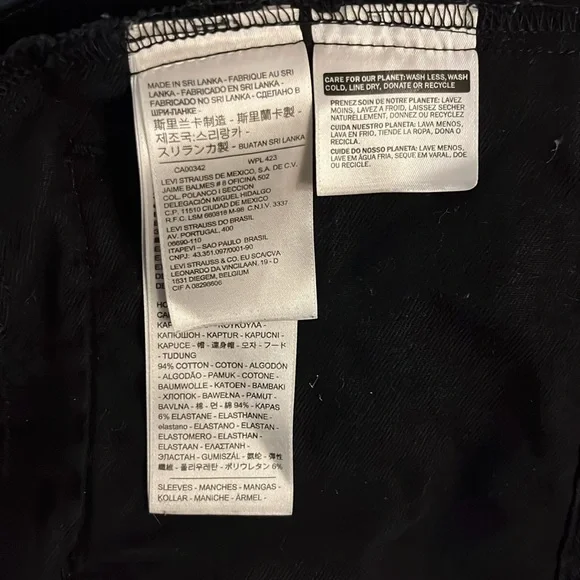 MADE IN SRI LANKA - FABRIQUE AU SRI
LANKA - FABRICADO EN SRI LANKA -
FABRICADO NO SRI LANKA - СДЕЛАНО В
ШРИ-ЛАНКЕ -
斯里兰卡制造 - 斯里蘭卡製 -
제조국:스리랑카 -
スリランカ製 - BUATAN SRI LANKA
CA00342 WPL 423
LEVI STRAUSS DE MEXICO, S.A. DE C.V.
JAIME BALMES # 8 OFICINA 502
COL. POLANCO I SECCION
DELEGACIÓN MIGUEL HIDALGO
C.P. 11510 CIUDAD DE MEXICO
R.F.C. LSM 980918-M98 C.N.I.V. 3337
LEVI STRAUSS DO BRASIL
AV. PORTUGAL, 400
06690-110
ITAPEVI – SAO PAULO BRASIL
CNPJ: 43.351.097/0001-90
LEVI STRAUSS & CO. EU SCA/CVA
LEONARDO DA VINCILAAN. 19 - D
1831 DIEGEM, BELGIUM
CIF A 08298806
КАПЮШОН - KAPTUR - KAPUCNI -
KAPUCE - 帽 - 連身帽 - 모자 - フード
- TUDUNG
94% COTTON - COTON - ALGODÓN
- ALGODÃO - PAMUK - COTONE -
BAUMWOLLE - KATOEN - BAMBAKI
- ХЛОПОК - BAWEŁNA - PAMUT -
BAVLNA - 棉 - 면 - 綿 94% - KAPAS
6% ELASTANE - ELASTHANNE -
elastano - ELASTANO - ELASTAN -
ELASTOMERO - ELASTHAN -
ELASTAAN - ΕΛΑΣΤΑΝΗ -
ЭЛАСТАН - GUMISZÁL - 氨纶 - 彈性
纖維 - 폴리우레탄 - ポリウレタン 6%
SLEEVES - MANCHES - MANGAS -
KOLLAR - MANICHE - ÄRMEL -
CARE FOR OUR PLANET: WASH LESS, WASH
COLD, LINE DRY, DONATE OR RECYCLE
PRENEZ SOIN DE NOTRE PLANETE: LAVEZ
MOINS, LAVEZ A FROID, LAISSEZ SECHER
NATURELLEMENT, DONNEZ OU RECYCLEZ
CUIDA NUESTRO PLANETA: LAVA MENOS,
LAVA EN FRIO, TIENDE LA ROPA, DONA O
RECICLA.
CUIDE DO NOSSO PLANETA: LAVE MENOS,
LAVE EM ÁGUA FRIA, SEQUE EM VARAL, DOE
OU RECICLE.